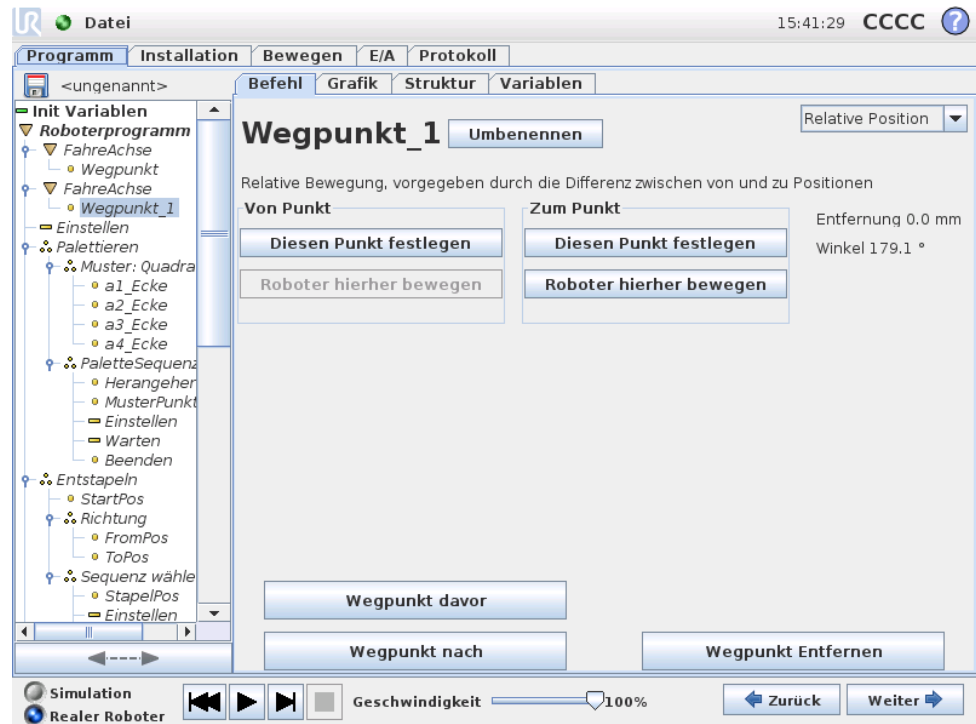 UR Datei 15:41:29 CCCC ?
Programm Installation Bewegen E/A Protokoll
<ungenannt>
Befehl Grafik Struktur Variablen
Init Variablen
Roboterprogramm
FahreAchse
Wegpunkt
FahreAchse
Wegpunkt_1
Einstellen
Palettieren
Muster: Quadra
a1_Ecke
a2_Ecke
a3_Ecke
a4_Ecke
PaletteSequenz
Herangehen
MusterPunkt
Einstellen
Warten
Beenden
Entstapeln
StartPos
Richtung
FromPos
ToPos
Sequenz wähle
StapelPos
Einstellen
Wegpunkt_1 Umbenennen
Relative Position
Relative Bewegung, vorgegeben durch die Differenz zwischen von und zu Positionen
Von Punkt
Diesen Punkt festlegen
Roboter hierher bewegen
Zum Punkt
Diesen Punkt festlegen
Roboter hierher bewegen
Entfernung 0.0 mm
Winkel 179.1 °
Wegpunkt davor
Wegpunkt nach Wegpunkt Entfernen
Simulation
Realer Roboter
Geschwindigkeit 100%
Zurück Weiter